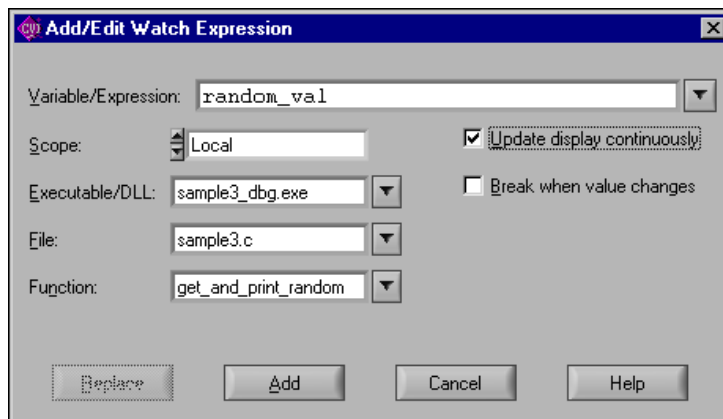 CVI Add/Edit Watch Expression
Variable/Expression: random_val
Scope: Local
Update display continuously
Executable/DLL: sample3_dbg.exe
Break when value changes
File: sample3.c
Function: get_and_print_random
Replace Add Cancel Help